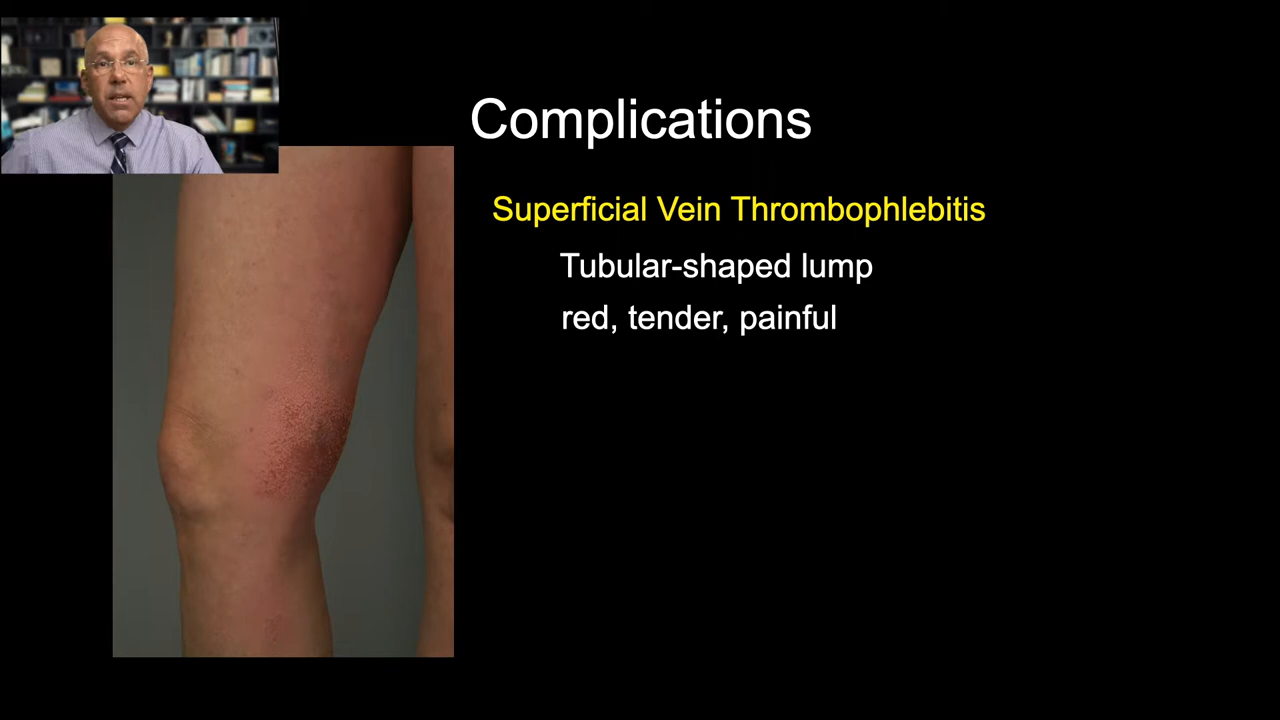 Complications
Superficial Vein Thrombophlebitis
Tubular-shaped lump
red, tender, painful